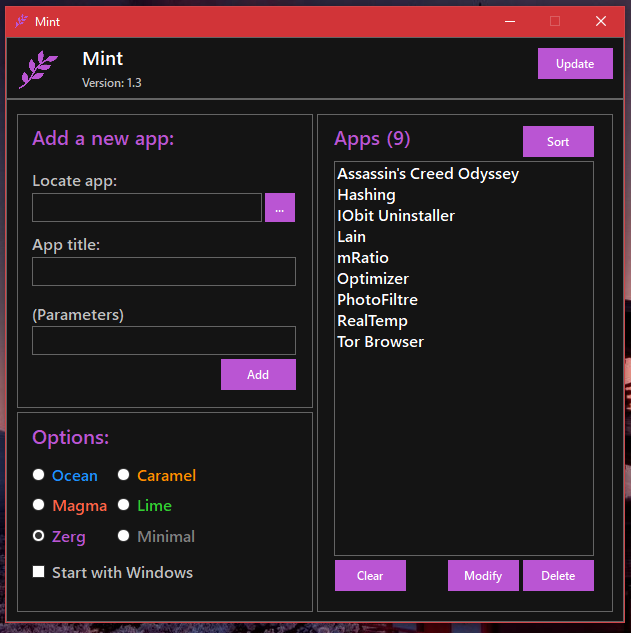 Mint
Mint
Version: 1.3
Update
Add a new app:
Locate app:
...
App title:
(Parameters)
Add
Options:
Ocean
Caramel
Magma
Lime
Zerg
Minimal
Start with Windows
Apps (9)
Sort
Assassin's Creed Odyssey
Hashing
IObit Uninstaller
Lain
mRatio
Optimizer
PhotoFiltre
RealTemp
Tor Browser
Clear
Modify
Delete